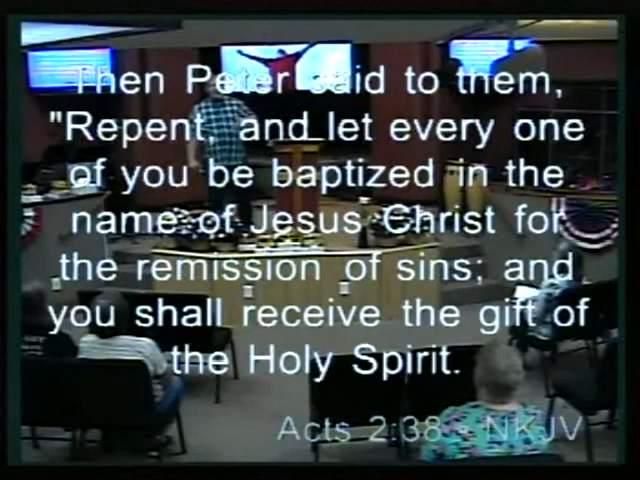 Then Peter said to them,
"Repent, and let every one
of you be baptized in the
name of Jesus Christ for
the remission of sins; and
you shall receive the gift of
the Holy Spirit.
Acts 2:38 - NKJV